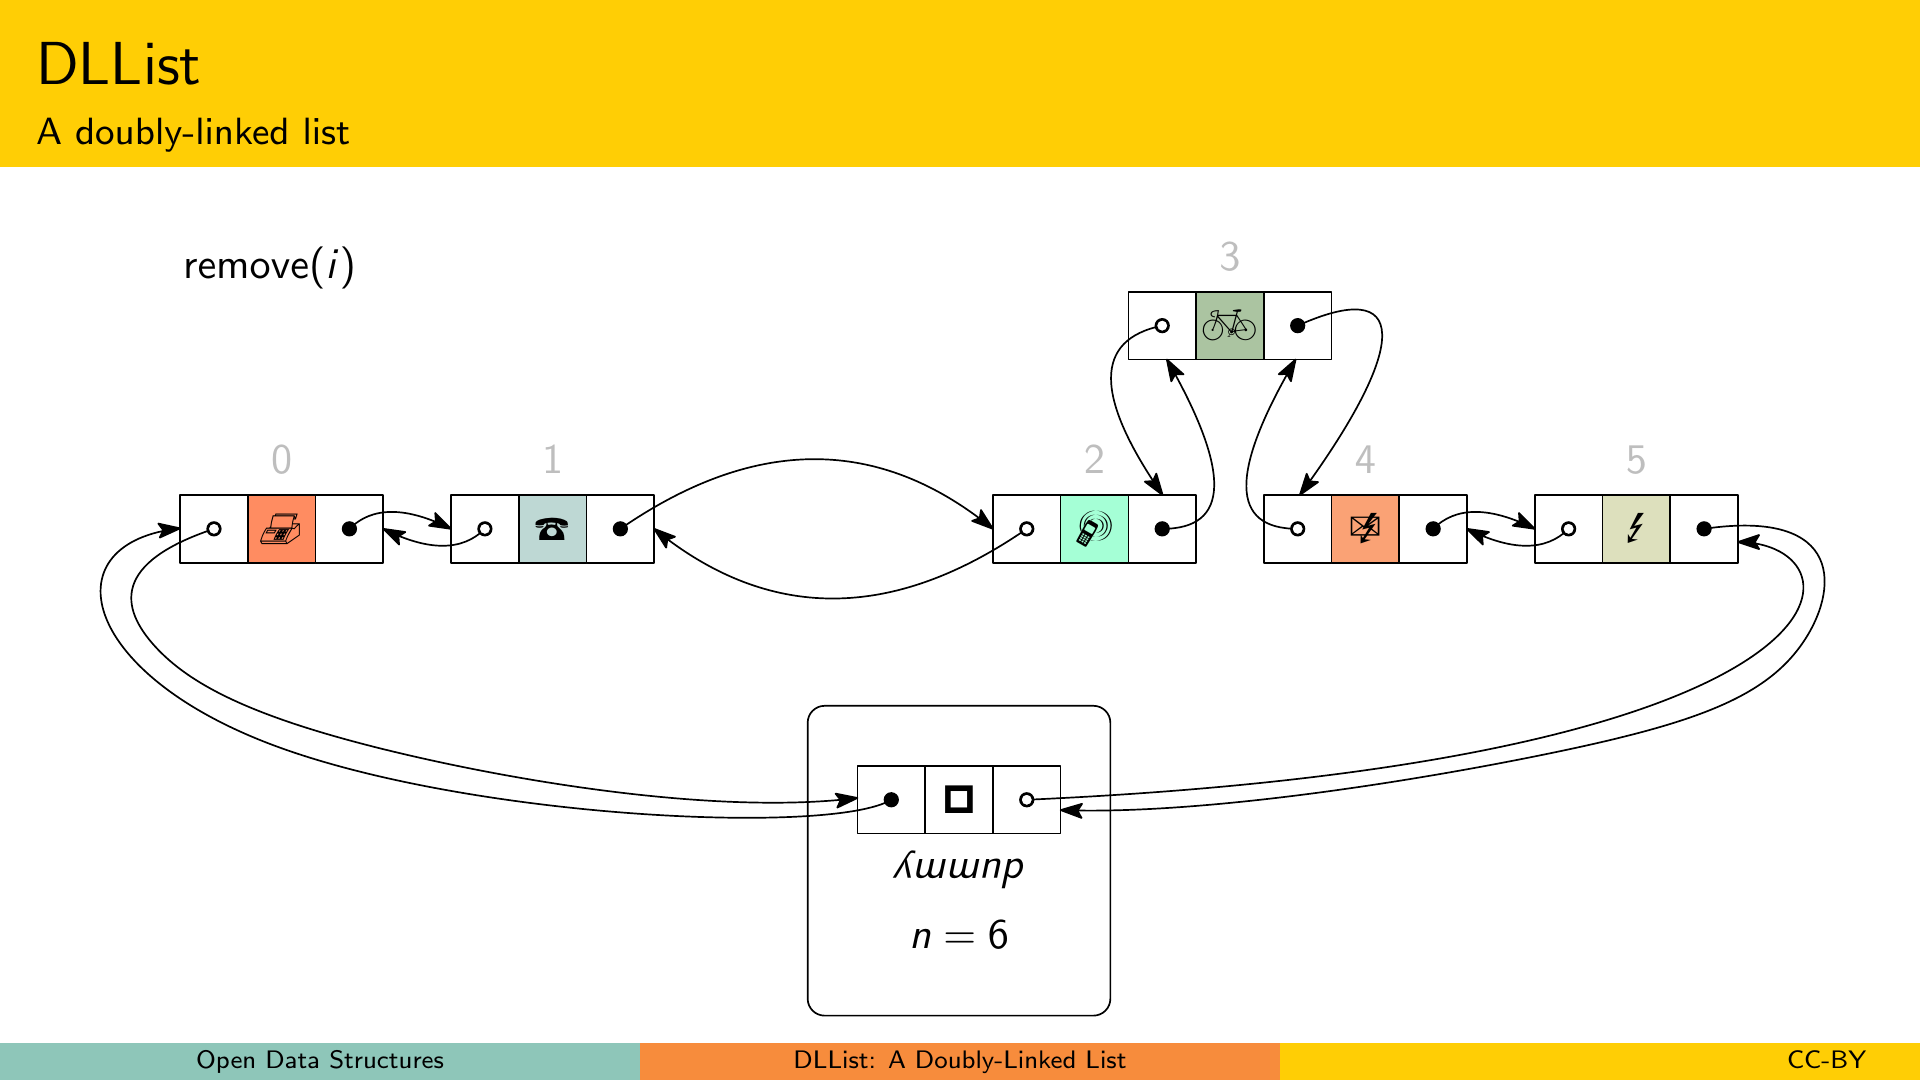 DLList
A doubly-linked list
remove(i)
3
0 1 2 4 5
dummy
n = 6
Open Data Structures DLList: A Doubly-Linked List CC-BY